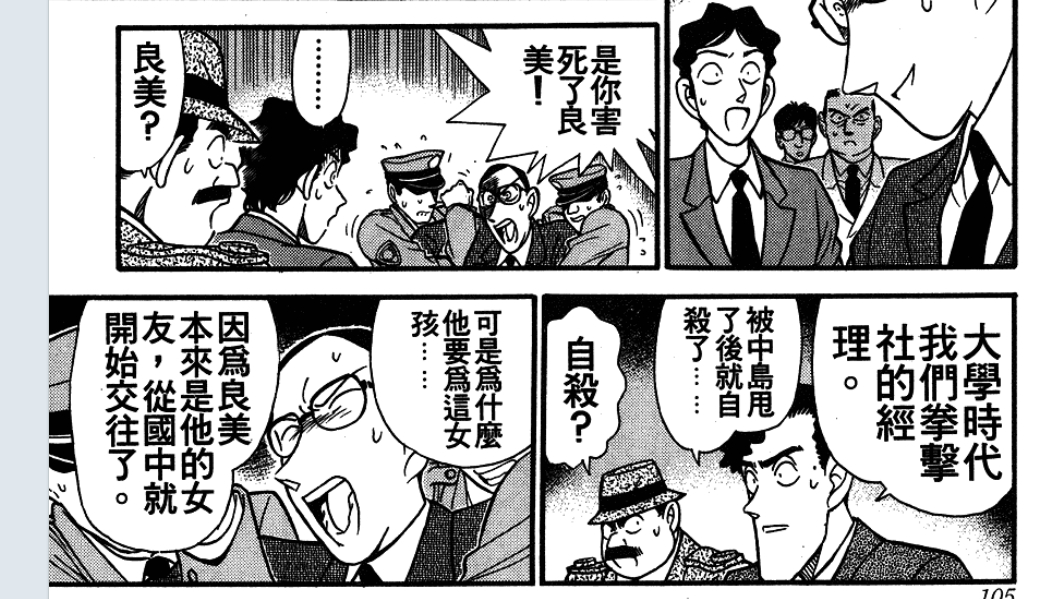 是你害
死了良
美！
……
良美？
大學時代
我們拳擊
社的經
理。
被中島甩
了後就自
殺了……
自殺？
可是為什麼
他要為這女
孩……
因為良美
本來是他的女
友，從國中就
開始交往了。
105